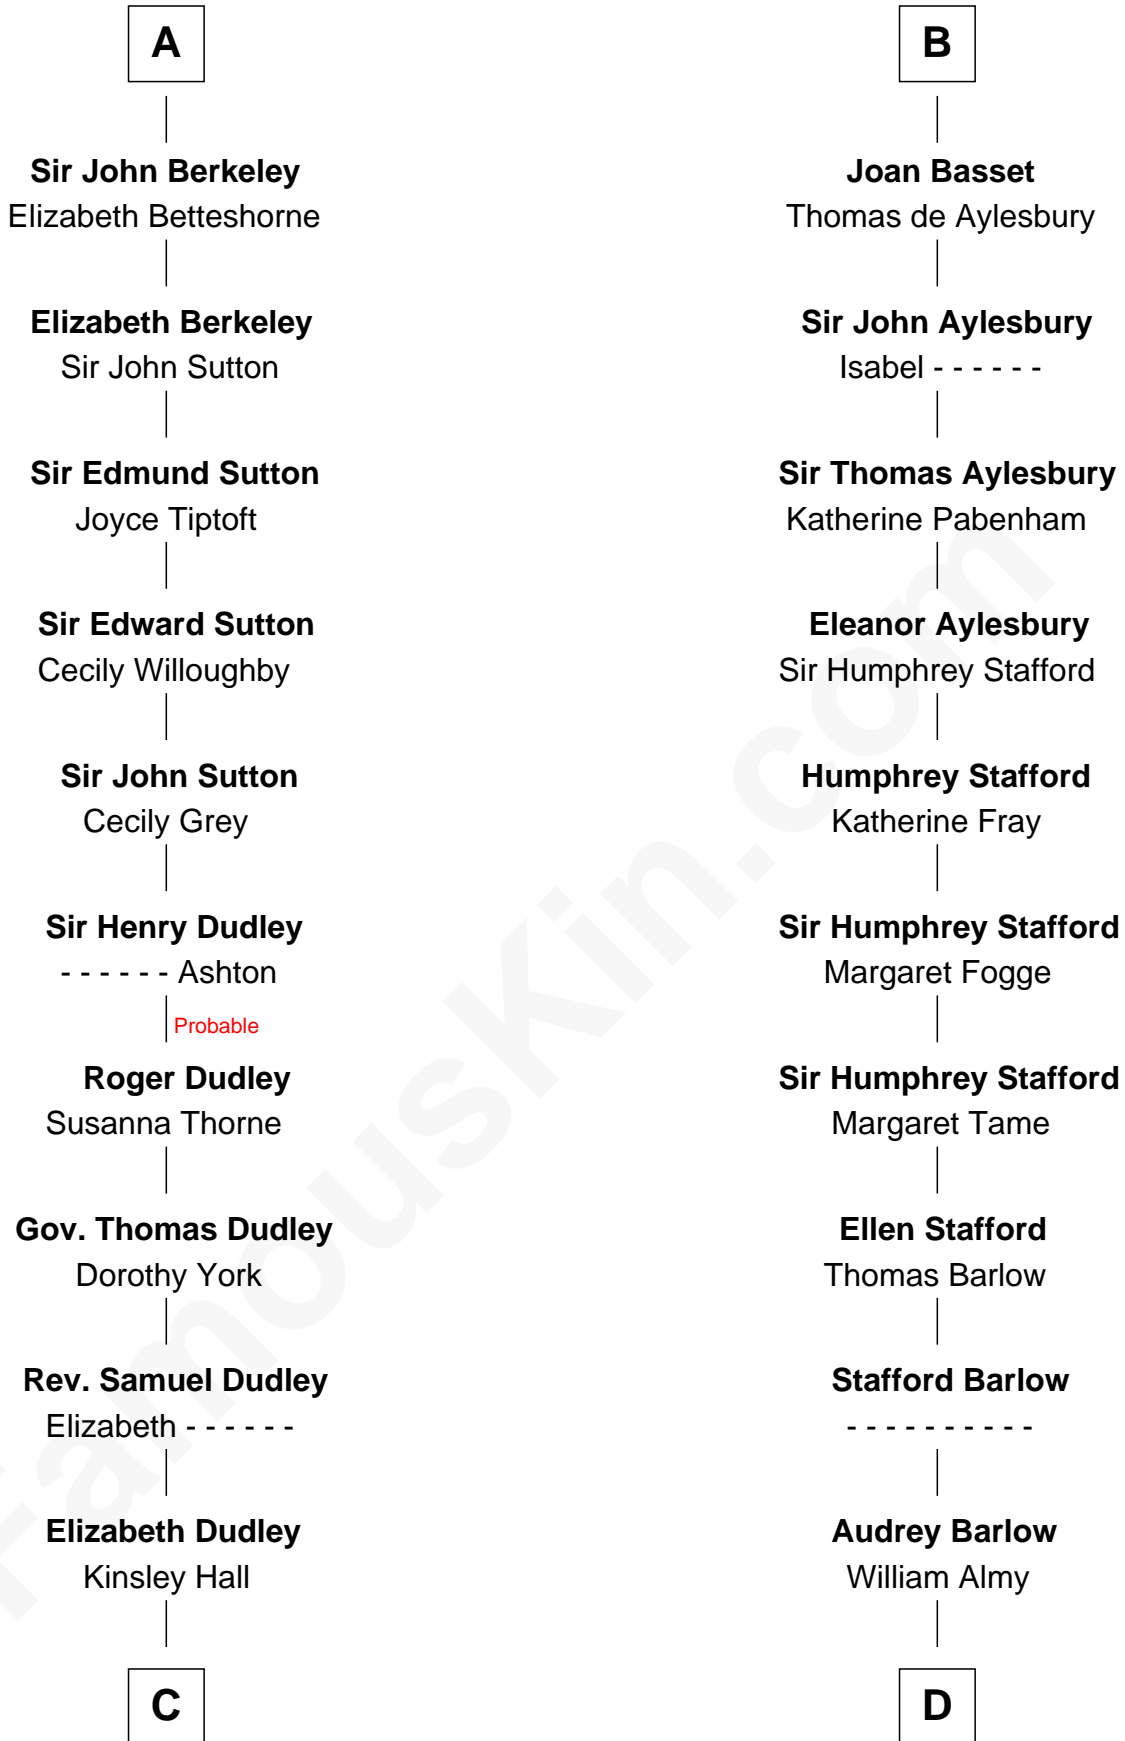 A
Sir John Berkeley
Elizabeth Betteshorne
Elizabeth Berkeley
Sir John Sutton
Sir Edmund Sutton
Joyce Tiptoft
Sir Edward Sutton
Cecily Willoughby
Sir John Sutton
Cecily Grey
Sir Henry Dudley
- - - - - - Ashton
Probable
Roger Dudley
Susanna Thorne
Gov. Thomas Dudley
Dorothy York
Rev. Samuel Dudley
Elizabeth - - - - - -
Elizabeth Dudley
Kinsley Hall
C
B
Joan Basset
Thomas de Aylesbury
Sir John Aylesbury
Isabel - - - - - -
Sir Thomas Aylesbury
Katherine Pabenham
Eleanor Aylesbury
Sir Humphrey Stafford
Humphrey Stafford
Katherine Fray
Sir Humphrey Stafford
Margaret Fogge
Sir Humphrey Stafford
Margaret Tame
Ellen Stafford
Thomas Barlow
Stafford Barlow
- - - - - - - - - -
Audrey Barlow
William Almy
D
FamousKin.com